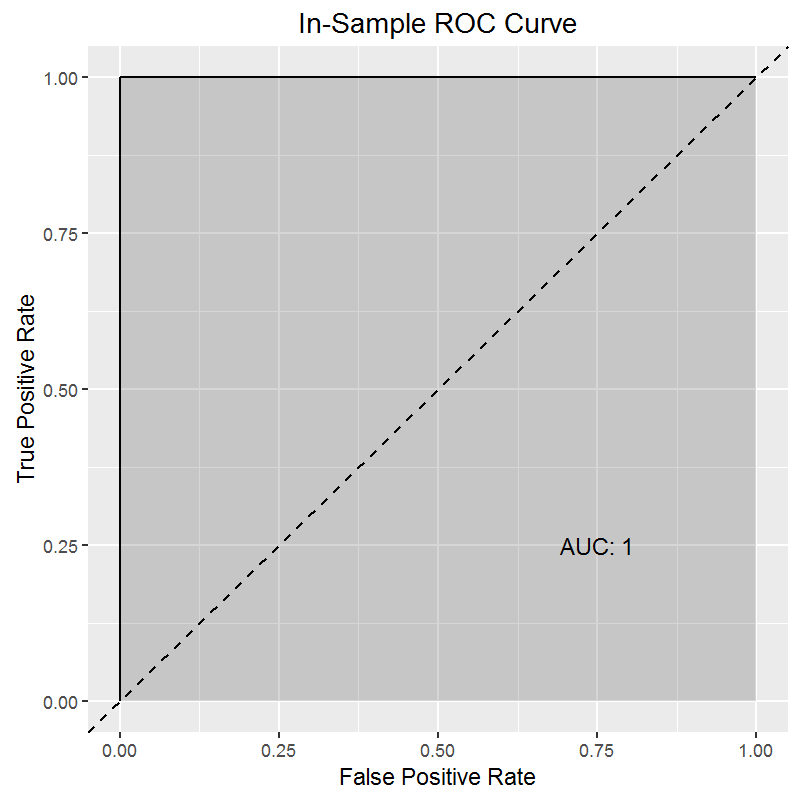 In-Sample ROC Curve
1.00
0.75
0.50
0.25
0.00
True Positive Rate
AUC: 1
0.00 0.25 0.50 0.75 1.00
False Positive Rate